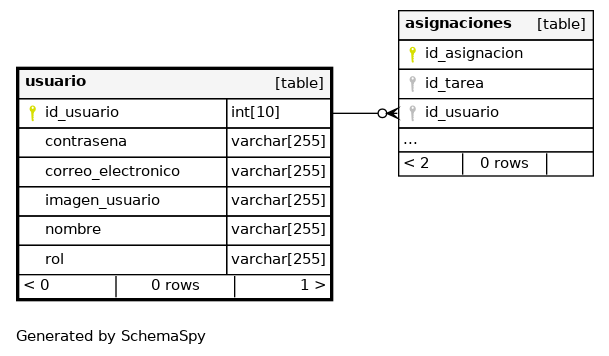 asignaciones [table]
id_asignacion
id_tarea
id_usuario
...
< 2 0 rows
usuario [table]
id_usuario int[10]
contrasena varchar[255]
correo_electronico varchar[255]
imagen_usuario varchar[255]
nombre varchar[255]
rol varchar[255]
< 0 0 rows 1 >
Generated by SchemaSpy